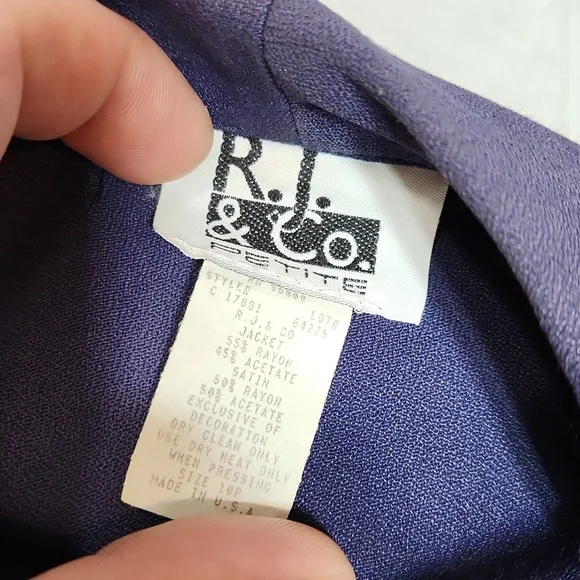 R.J.
& Co.
PETITE
STYLE# LOT#
C 17881 64275
R.J.& CO
JACKET
55% RAYON
45% ACETATE
SATIN
50% RAYON
50% ACETATE
EXCLUSIVE OF
DECORATION
DRY CLEAN ONLY
USE DRY HEAT ONLY
WHEN PRESSING
SIZE 10P
MADE IN U.S.A